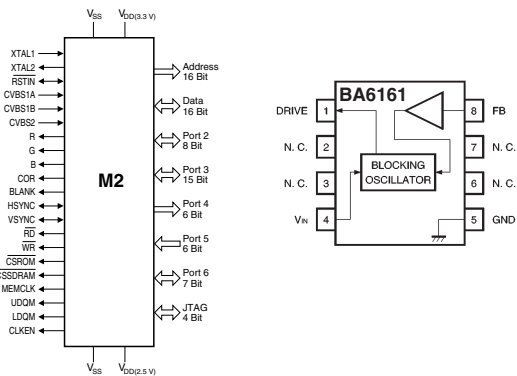 VSS VDD(3.3 V)
XTAL1
XTAL2
RSTIN
CVBS1A
CVBS1B
CVBS2
R
G
B
COR
BLANK
HSYNC
VSYNC
RD
WR
CSROM
CSSDRAM
MEMCLK
UDQM
LDQM
CLKEN
M2
Address
16 Bit
Data
16 Bit
Port 2
8 Bit
Port 3
15 Bit
Port 4
6 Bit
Port 5
6 Bit
Port 6
7 Bit
JTAG
4 Bit
VSS VDD(2.5 V)
BA6161
DRIVE 1
N. C. 2
N. C. 3
VIN 4
BLOCKING
OSCILLATOR
8 FB
7 N. C.
6 N. C.
5 GND